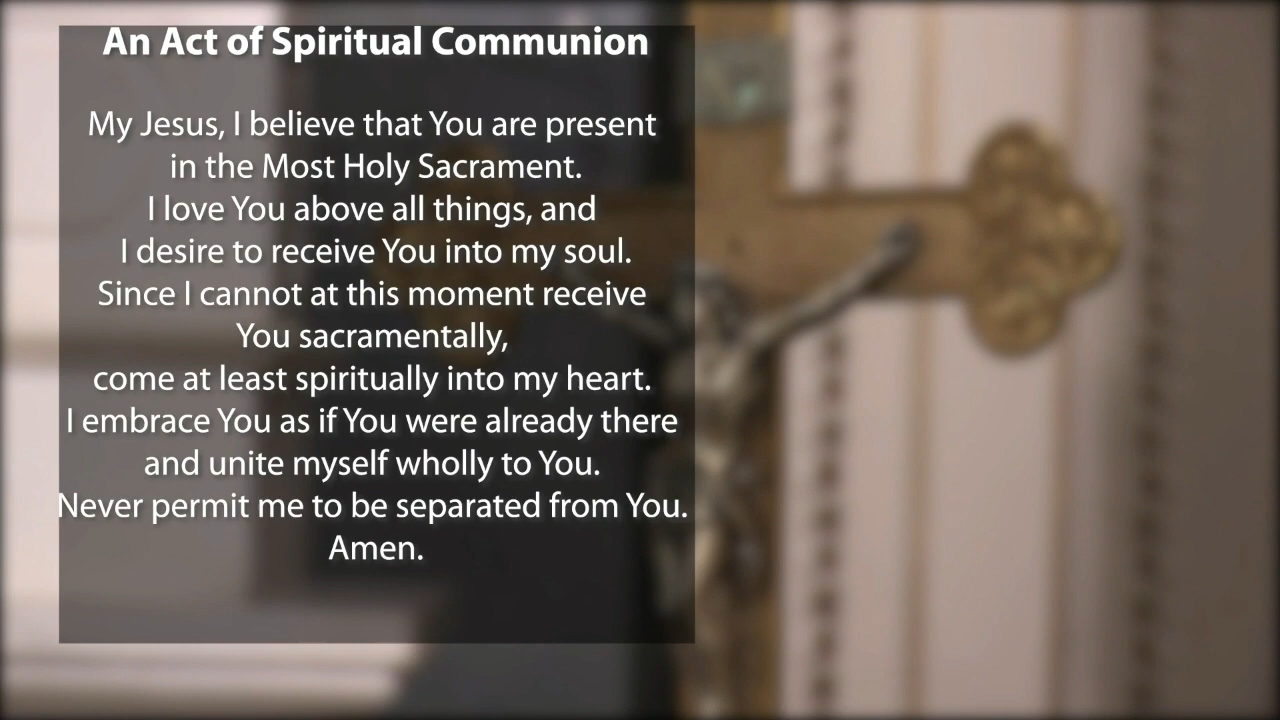 An Act of Spiritual Communion
My Jesus, I believe that You are present
in the Most Holy Sacrament.
I love You above all things, and
I desire to receive You into my soul.
Since I cannot at this moment receive
You sacramentally,
come at least spiritually into my heart.
I embrace You as if You were already there
and unite myself wholly to You.
Never permit me to be separated from You.
Amen.